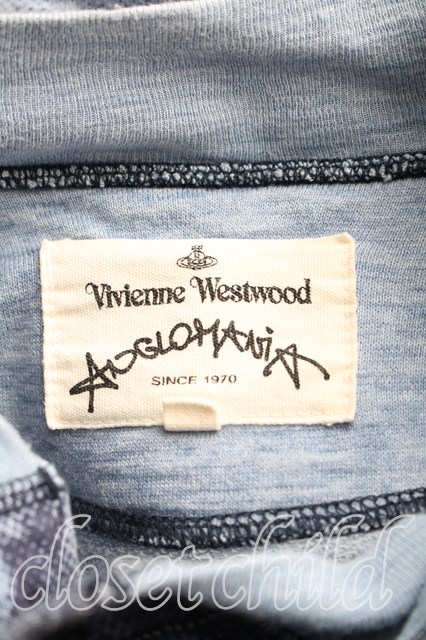 Vivienne Westwood
ANGLOMANIA
SINCE 1970
closet child